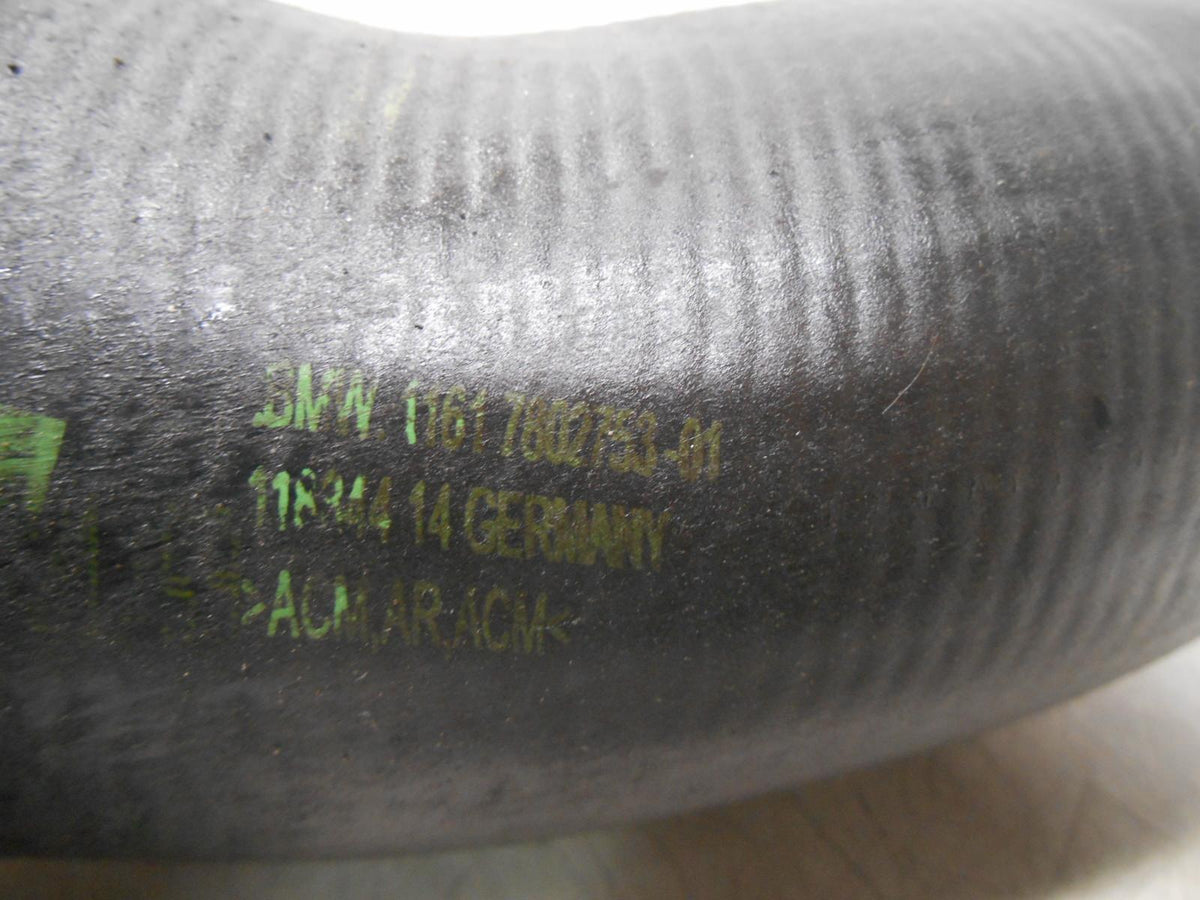 BMW. 1161 7802753-01
118344 14 GERMANY
>ACM,AR,ACM<